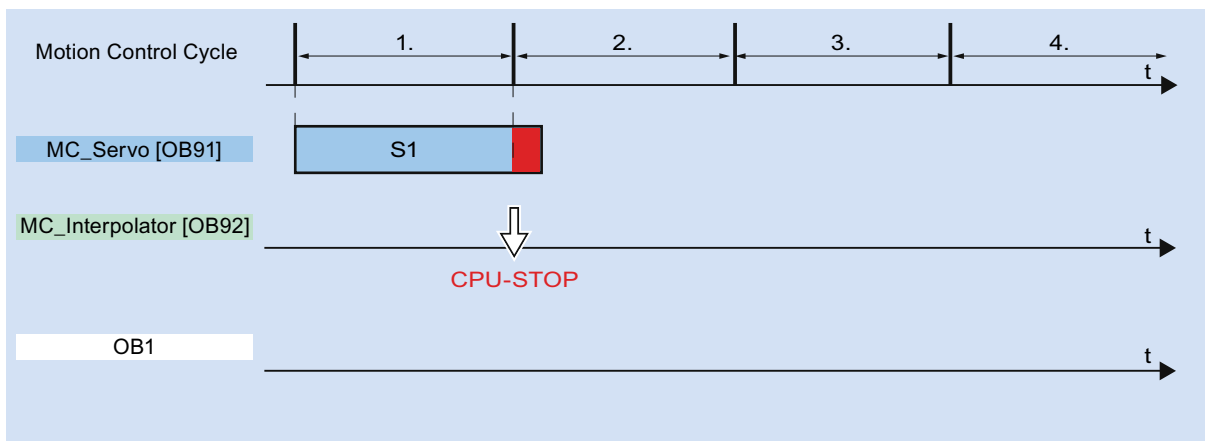 Motion Control Cycle 1. 2. 3. 4.
t
MC_Servo [OB91] S1
MC_Interpolator [OB92]
t
CPU-STOP
OB1
t